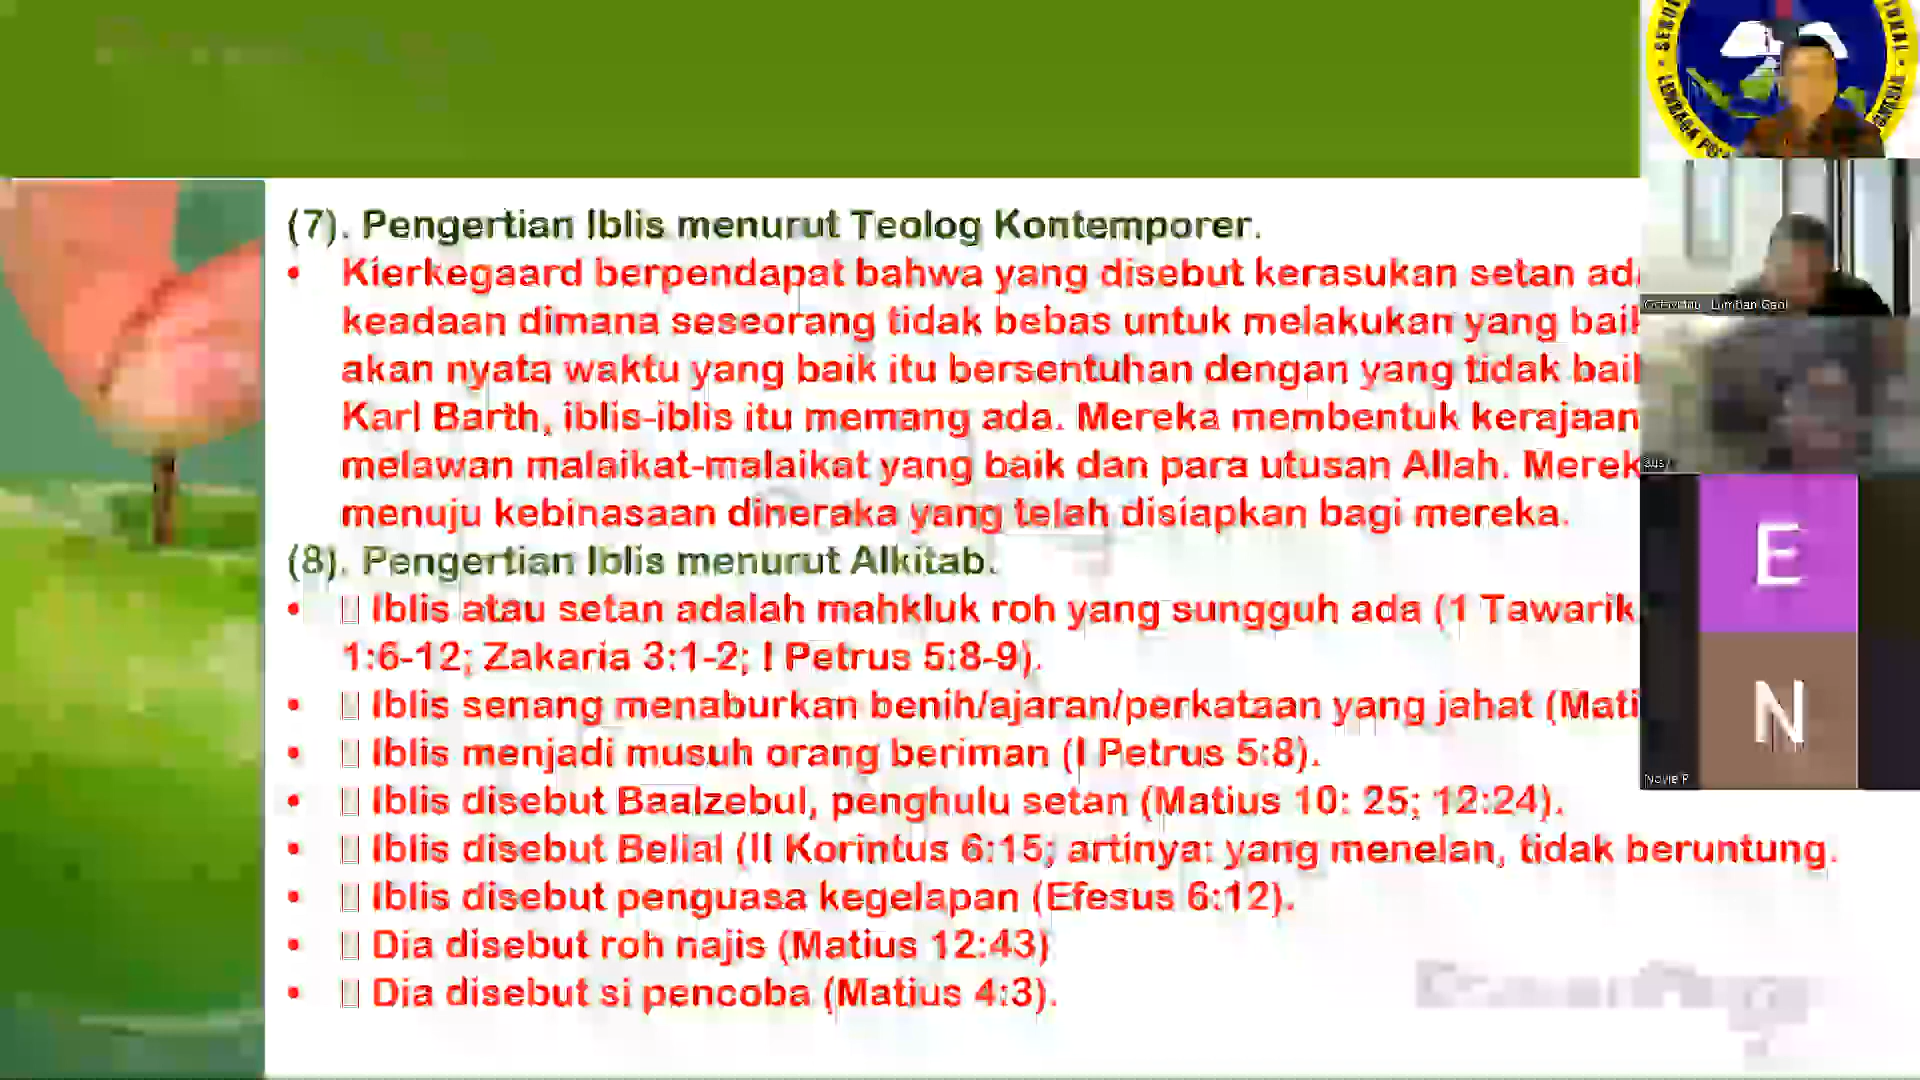 (7). Pengertian Iblis menurut Teolog Kontemporer.
• Kierkegaard berpendapat bahwa yang disebut kerasukan setan
keadaan dimana seseorang tidak bebas untuk melakukan yang
akan nyata waktu yang baik itu bersentuhan dengan yang tidak
Karl Barth, iblis-iblis itu memang ada. Mereka membentuk kerajaan
melawan malaikat-malaikat yang baik dan para utusan Allah.
menuju kebinasaan dineraka yang telah disiapkan bagi mereka.
(8). Pengertian Iblis menurut Alkitab.
• Iblis atau setan adalah mahkluk roh yang sungguh ada (1 Tawarik
1:6-12; Zakaria 3:1-2; I Petrus 5:8-9).
• Iblis senang menaburkan benih/ajaran/perkataan yang jahat (Mati
• Iblis menjadi musuh orang beriman (I Petrus 5:8).
• Iblis disebut Baalzebul, penghulu setan (Matius 10: 25; 12:24).
• Iblis disebut Belial (II Korintus 6:15; artinya: yang menelan, tidak beruntung.
• Iblis disebut penguasa kegelapan (Efesus 6:12).
• Dia disebut roh najis (Matius 12:43)
• Dia disebut si pencoba (Matius 4:3).
LEMBAGA
Lumban Gaol
E
N
Novie P